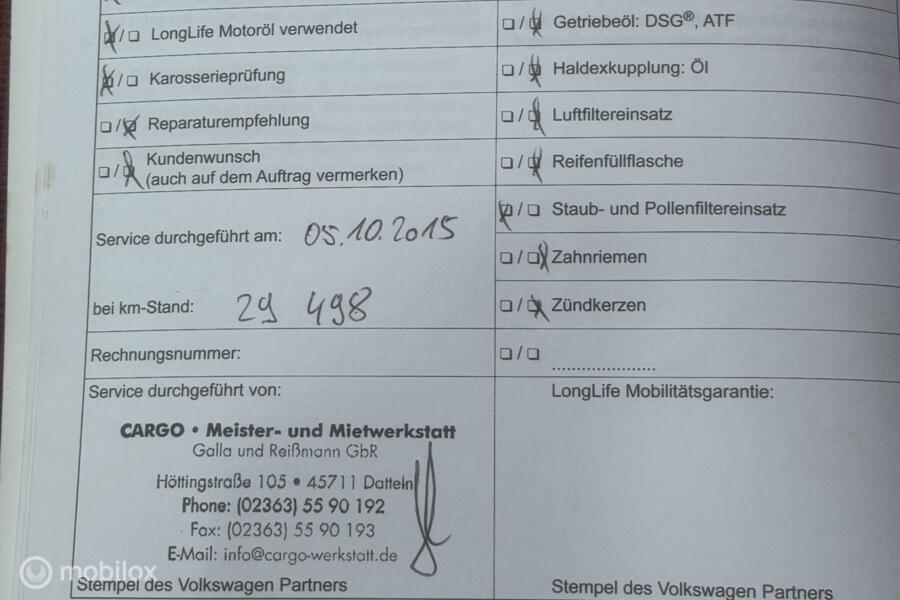 ☒/☐ LongLife Motoröl verwendet
☒/☐ Karosserieprüfung
☐/☒ Reparaturempfehlung
☐/☒ Kundenwunsch
(auch auf dem Auftrag vermerken)
Service durchgeführt am: 05.10.2015
bei km-Stand: 29 498
Rechnungsnummer:
Service durchgeführt von:
CARGO • Meister- und Mietwerkstatt
Galla und Reißmann GbR
Höttingstraße 105 • 45711 Datteln
Phone: (02363) 55 90 192
Fax: (02363) 55 90 193
E-Mail: info@cargo-werkstatt.de
Stempel des Volkswagen Partners
☐/☒ Getriebeöl: DSG®, ATF
☐/☒ Haldexkupplung: Öl
☐/☒ Luftfiltereinsatz
☐/☒ Reifenfüllflasche
☒/☐ Staub- und Pollenfiltereinsatz
☐/☒ Zahnriemen
☐/☒ Zündkerzen
☐/☐ ......................
LongLife Mobilitätsgarantie:
Stempel des Volkswagen Partners
mobilox